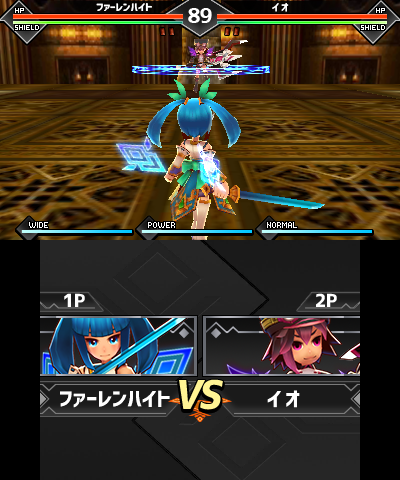 ファーレンハイト 89 イオ
HP HP
SHIELD SHIELD
WIDE POWER NORMAL
1P 2P
ファーレンハイト VS イオ